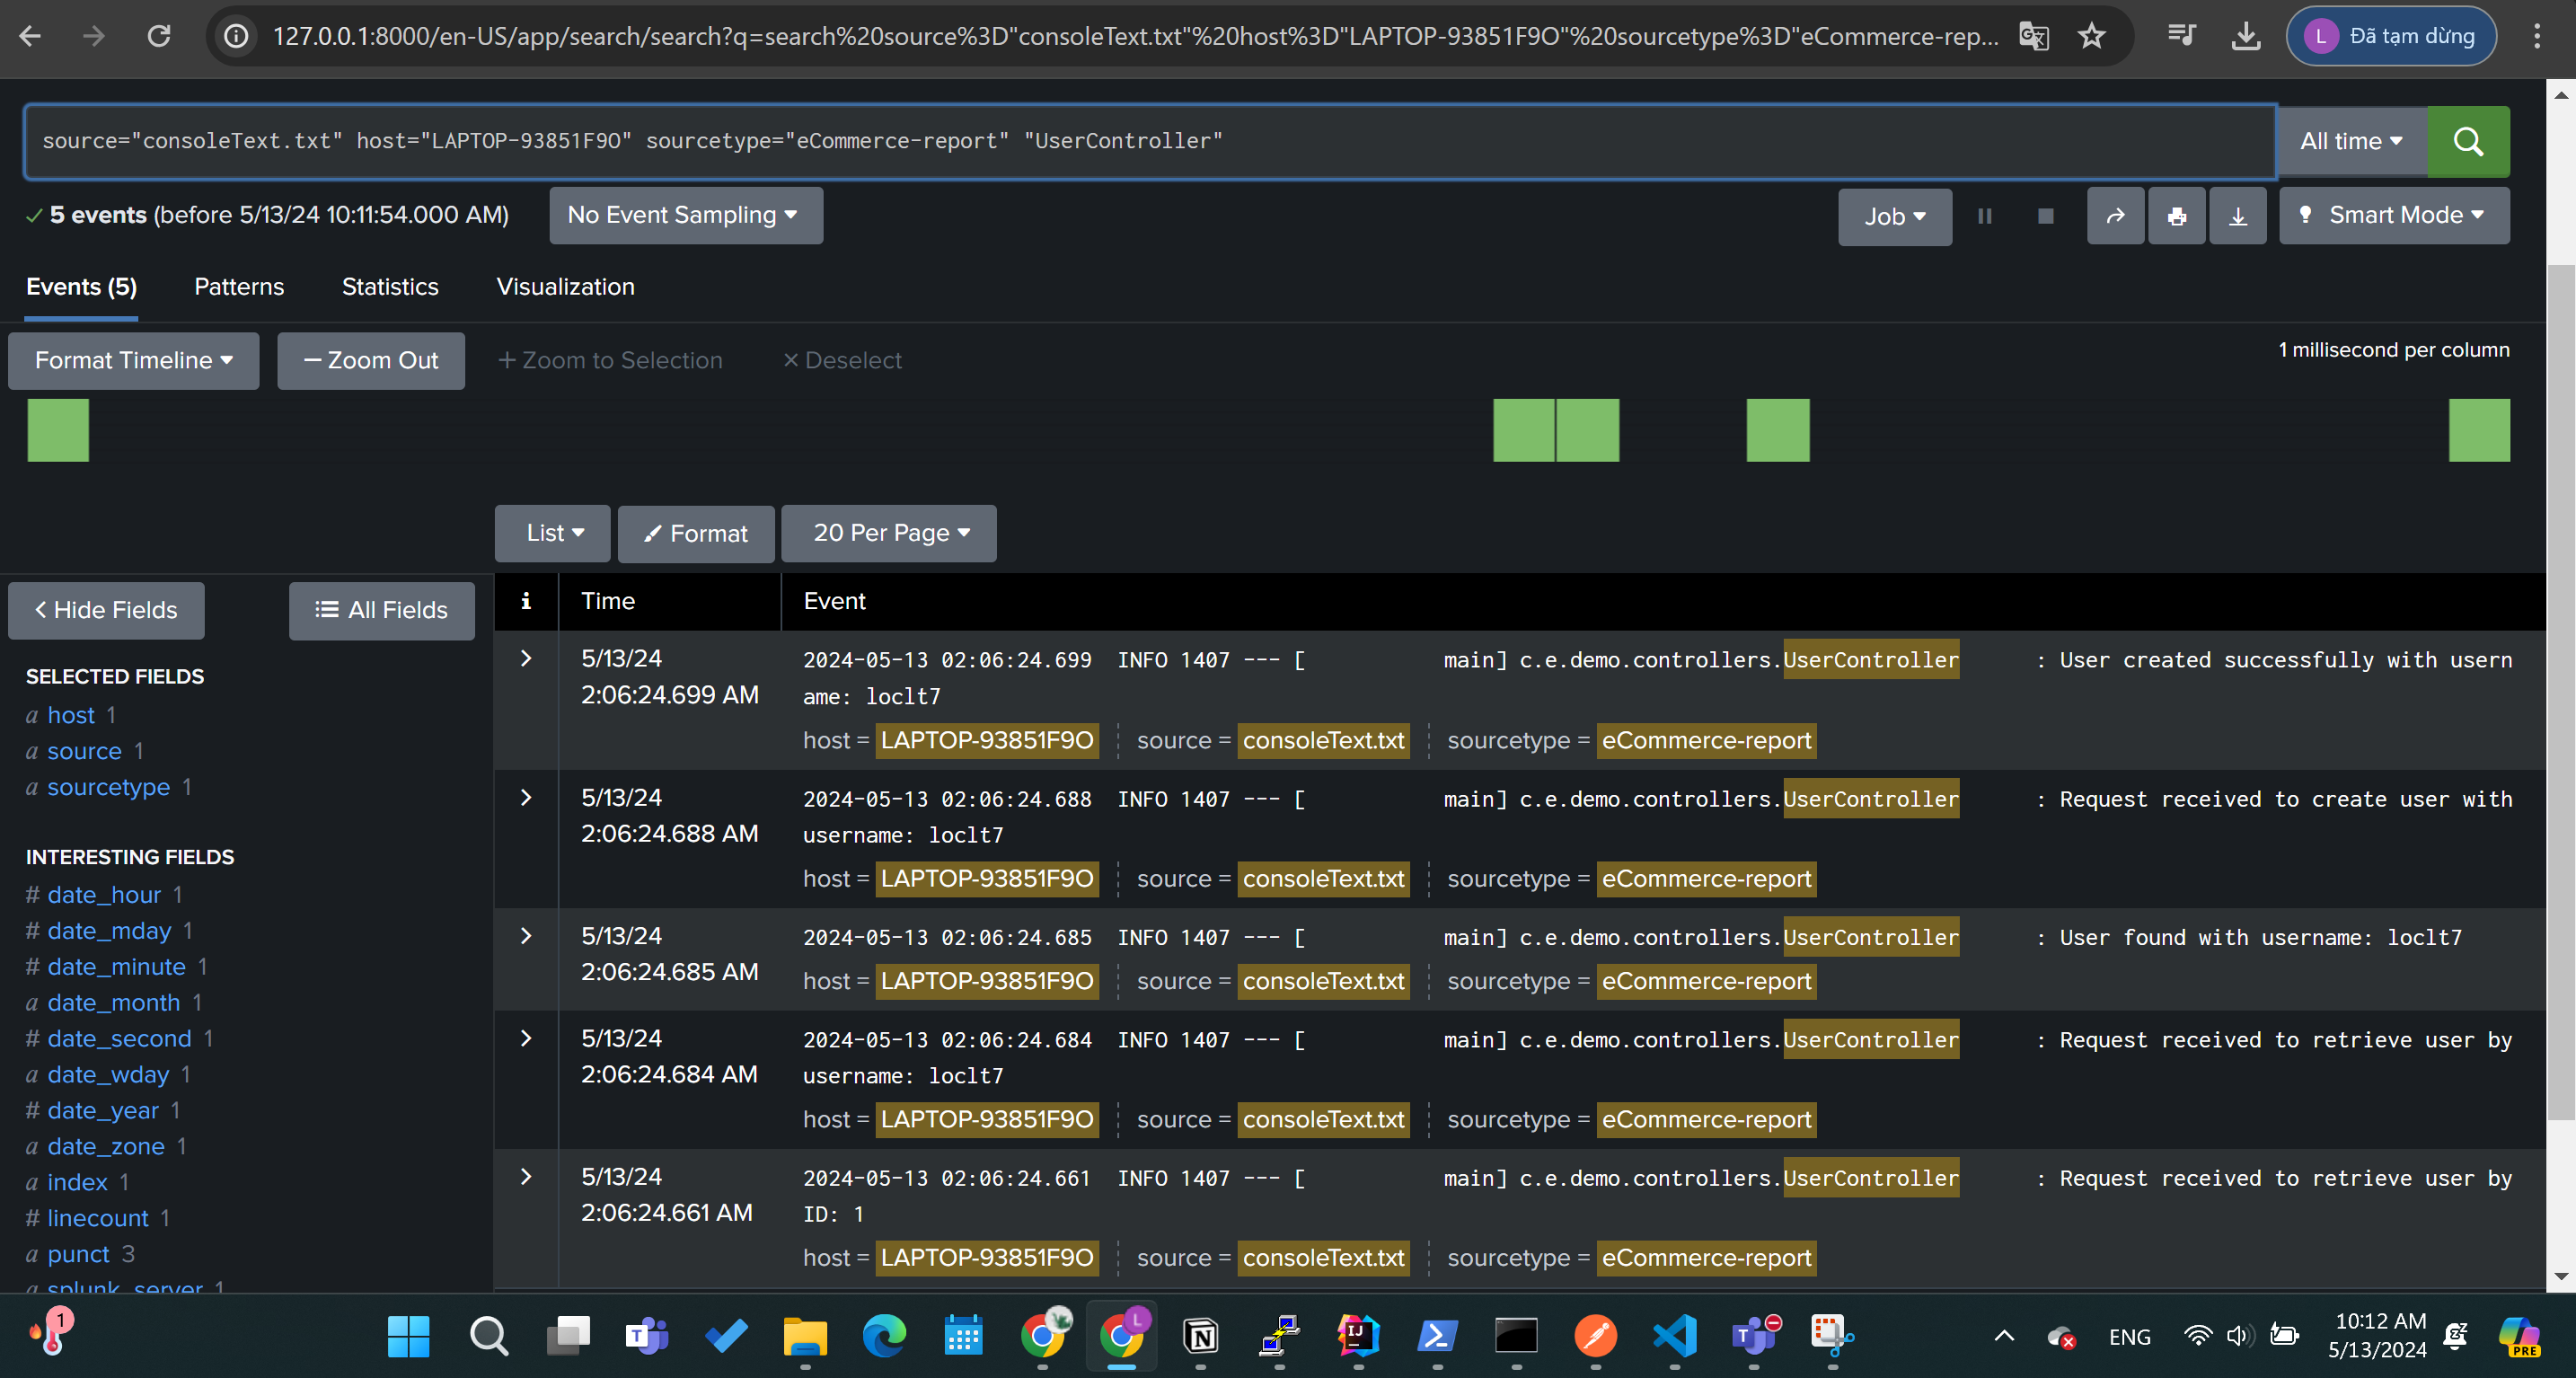 127.0.0.1:8000/en-US/app/search/search?q=search%20source%3D"consoleText.txt"%20host%3D"LAPTOP-93851F9O"%20sourcetype%3D"eCommerce-rep...
L Đã tạm dừng
source="consoleText.txt" host="LAPTOP-93851F9O" sourcetype="eCommerce-report" "UserController"
All time
5 events (before 5/13/24 10:11:54.000 AM)
No Event Sampling
Job
Smart Mode
Events (5) Patterns Statistics Visualization
Format Timeline — Zoom Out + Zoom to Selection × Deselect
1 millisecond per column
List Format 20 Per Page
< Hide Fields All Fields
SELECTED FIELDS
a host 1
a source 1
a sourcetype 1
INTERESTING FIELDS
# date_hour 1
# date_mday 1
# date_minute 1
a date_month 1
# date_second 1
a date_wday 1
# date_year 1
a date_zone 1
a index 1
# linecount 1
a punct 3
a splunk_server 1
i Time Event
5/13/24
2:06:24.699 AM
2024-05-13 02:06:24.699 INFO 1407 --- [ main] c.e.demo.controllers.UserController : User created successfully with usern
ame: loclt7
host = LAPTOP-93851F9O source = consoleText.txt sourcetype = eCommerce-report
5/13/24
2:06:24.688 AM
2024-05-13 02:06:24.688 INFO 1407 --- [ main] c.e.demo.controllers.UserController : Request received to create user with
username: loclt7
host = LAPTOP-93851F9O source = consoleText.txt sourcetype = eCommerce-report
5/13/24
2:06:24.685 AM
2024-05-13 02:06:24.685 INFO 1407 --- [ main] c.e.demo.controllers.UserController : User found with username: loclt7
host = LAPTOP-93851F9O source = consoleText.txt sourcetype = eCommerce-report
5/13/24
2:06:24.684 AM
2024-05-13 02:06:24.684 INFO 1407 --- [ main] c.e.demo.controllers.UserController : Request received to retrieve user by
username: loclt7
host = LAPTOP-93851F9O source = consoleText.txt sourcetype = eCommerce-report
5/13/24
2:06:24.661 AM
2024-05-13 02:06:24.661 INFO 1407 --- [ main] c.e.demo.controllers.UserController : Request received to retrieve user by
ID: 1
host = LAPTOP-93851F9O source = consoleText.txt sourcetype = eCommerce-report
1
L
ENG
10:12 AM
5/13/2024
PRE